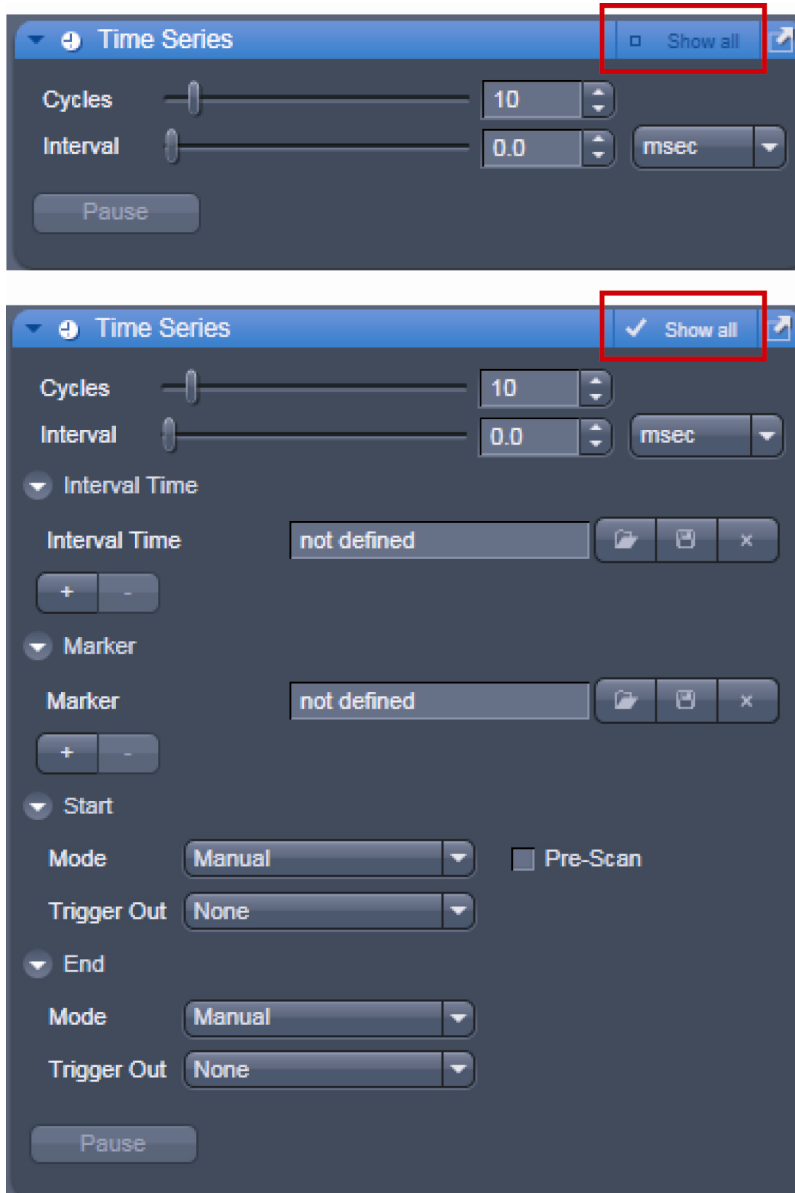 Time Series Show all
Cycles 10
Interval 0.0 msec
Pause
Time Series Show all
Cycles 10
Interval 0.0 msec
Interval Time
Interval Time not defined
+ -
Marker
Marker not defined
+ -
Start
Mode Manual Pre-Scan
Trigger Out None
End
Mode Manual
Trigger Out None
Pause